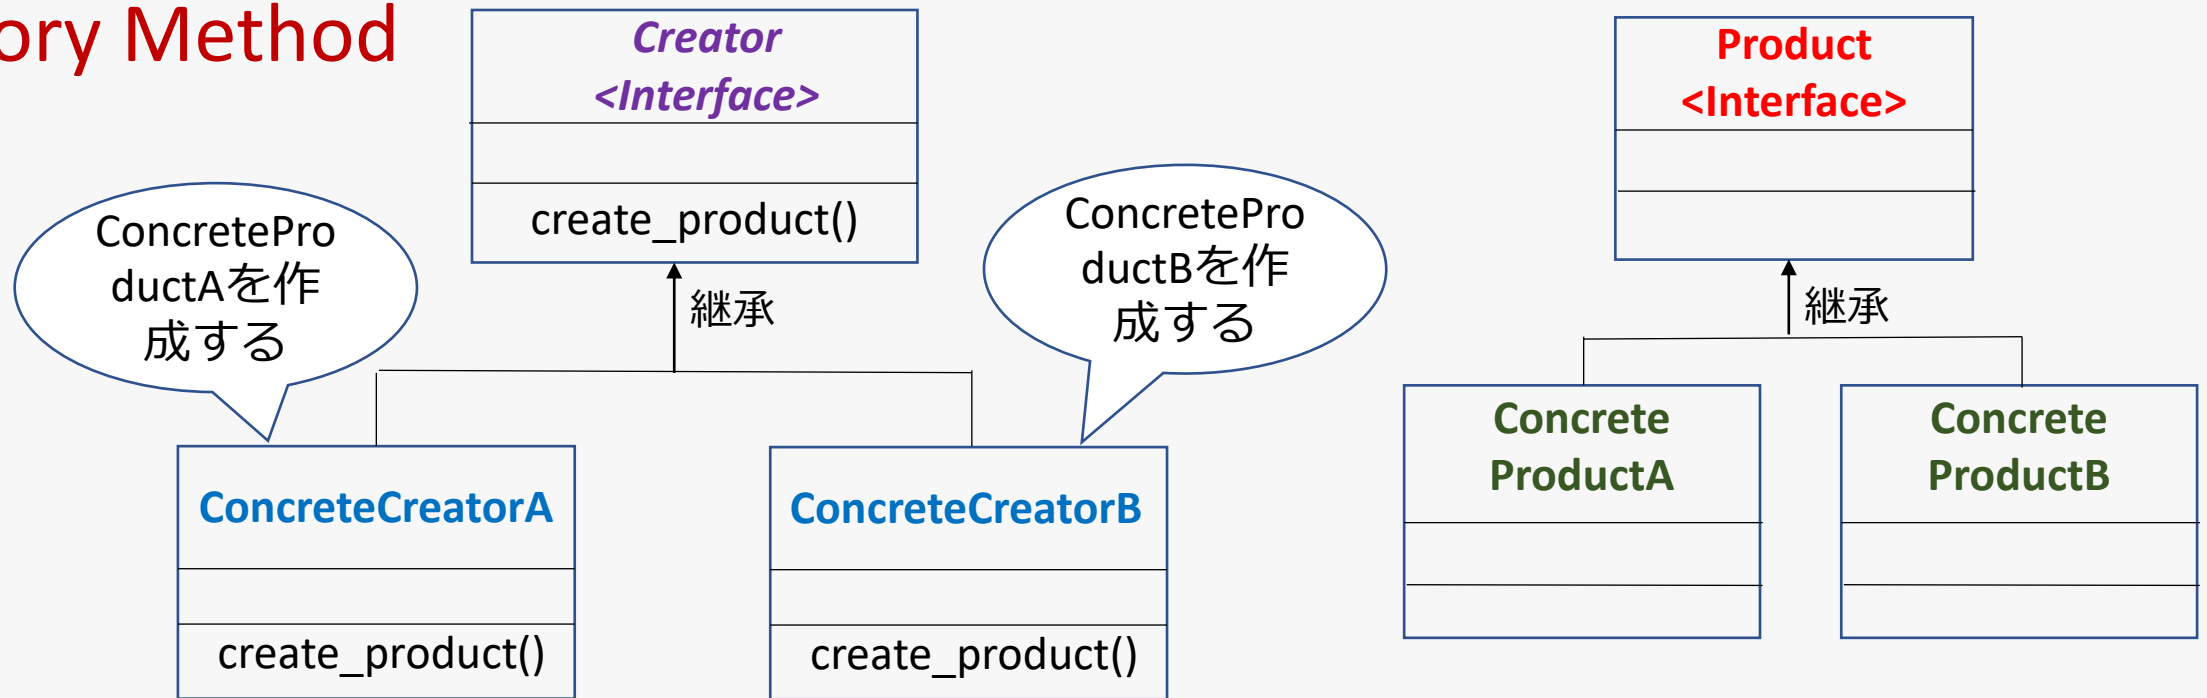 ory Method
Creator
<Interface>
create_product()
ConcretePro
ductAを作
成する
ConcretePro
ductBを作
成する
継承
ConcreteCreatorA
create_product()
ConcreteCreatorB
create_product()
Product
<Interface>
継承
Concrete
ProductA
Concrete
ProductB